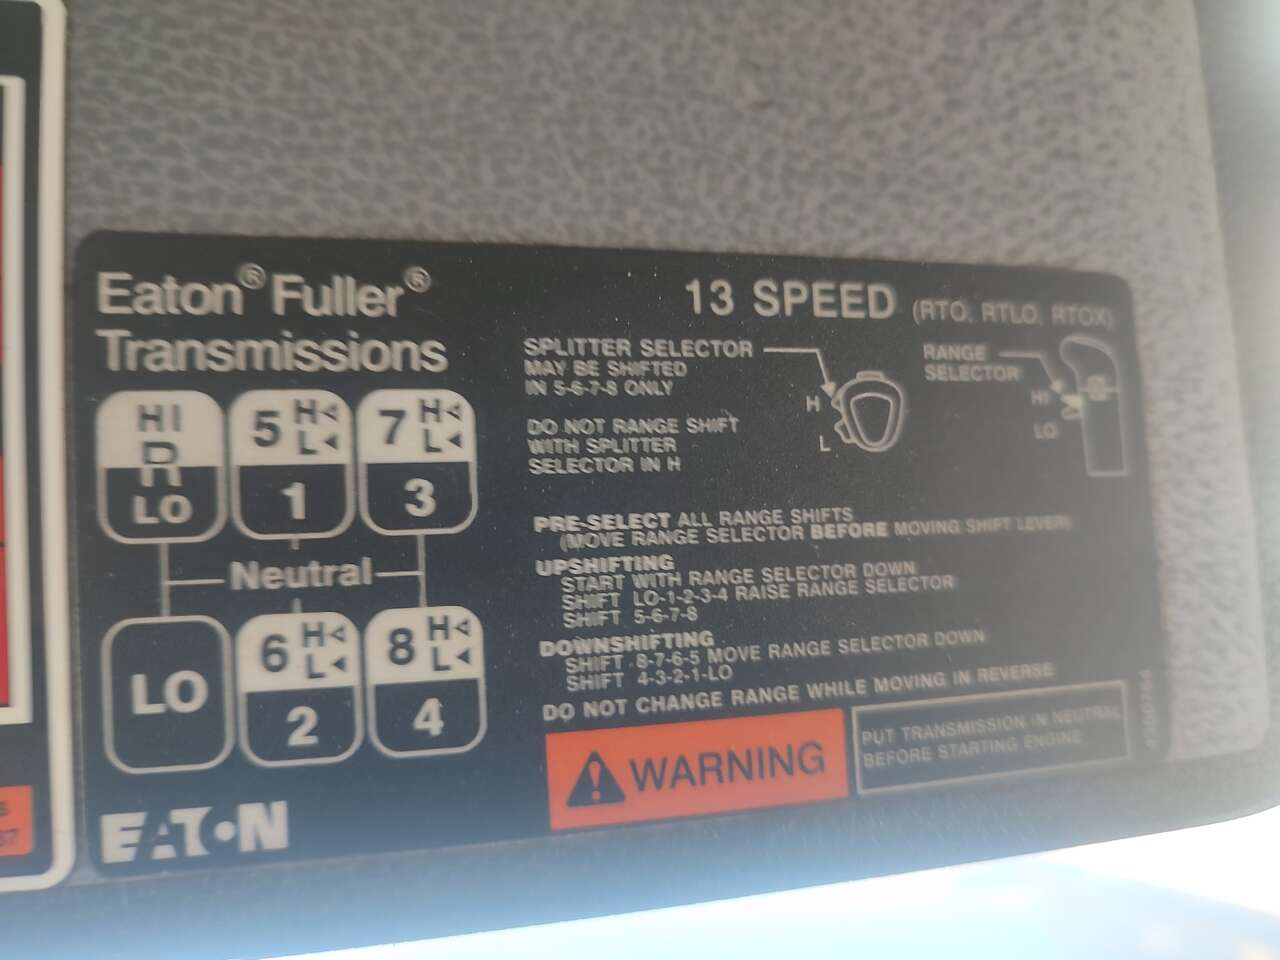 Eaton® Fuller®
Transmissions
13 SPEED (RTO, RTLO, RTOX)
SPLITTER SELECTOR
MAY BE SHIFTED
IN 5-6-7-8 ONLY
DO NOT RANGE SHIFT
WITH SPLITTER
SELECTOR IN H
H
L
RANGE
SELECTOR
HI
LO
HI
R
LO
5 H
L
1
7 H
L
3
Neutral
LO
6 H
L
2
8 H
L
4
PRE-SELECT ALL RANGE SHIFTS
(MOVE RANGE SELECTOR BEFORE MOVING SHIFT LEVER)
UPSHIFTING
START WITH RANGE SELECTOR DOWN
SHIFT LO-1-2-3-4 RAISE RANGE SELECTOR
SHIFT 5-6-7-8
DOWNSHIFTING
SHIFT 8-7-6-5 MOVE RANGE SELECTOR DOWN
SHIFT 4-3-2-1-LO
DO NOT CHANGE RANGE WHILE MOVING IN REVERSE
WARNING
PUT TRANSMISSION IN NEUTRAL
BEFORE STARTING ENGINE
EATON